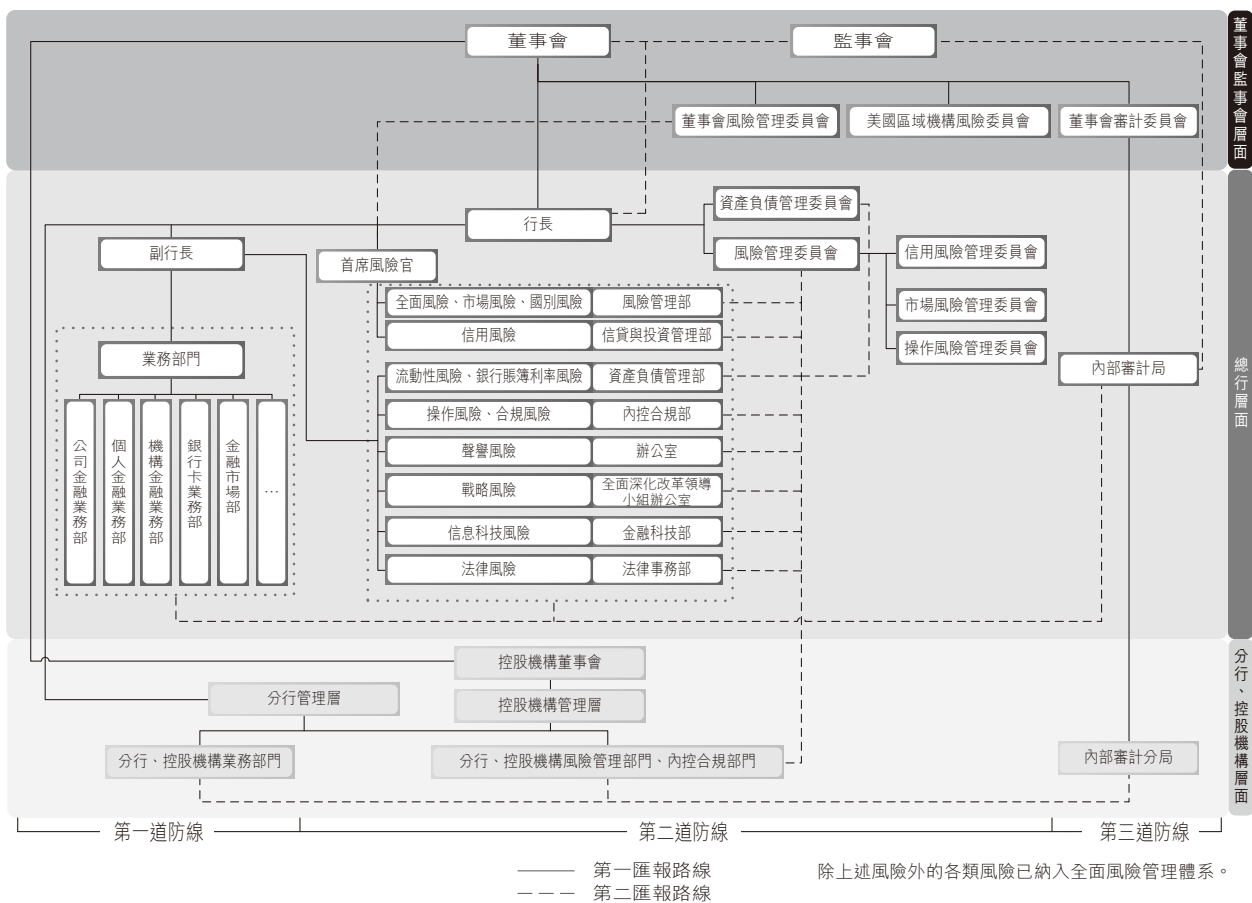 董事會
監事會
董事會風險管理委員會
美國區域機構風險委員會
董事會審計委員會
董事會監事會層面
行長
資產負債管理委員會
副行長
首席風險官
風險管理委員會
信用風險管理委員會
市場風險管理委員會
操作風險管理委員會
全面風險、市場風險、國別風險
風險管理部
信用風險
信貸與投資管理部
流動性風險、銀行賬簿利率風險
資產負債管理部
操作風險、合規風險
內控合規部
聲譽風險
辦公室
戰略風險
全面深化改革領導
小組辦公室
信息科技風險
金融科技部
法律風險
法律事務部
業務部門
公司金融業務部
個人金融業務部
機構金融業務部
銀行卡業務部
金融市場部
…
內部審計局
總行層面
控股機構董事會
分行管理層
控股機構管理層
分行、控股機構業務部門
分行、控股機構風險管理部門、內控合規部門
內部審計分局
分行、控股機構層面
第一道防線
第二道防線
第三道防線
第一匯報路線
第二匯報路線
除上述風險外的各類風險已納入全面風險管理體系。